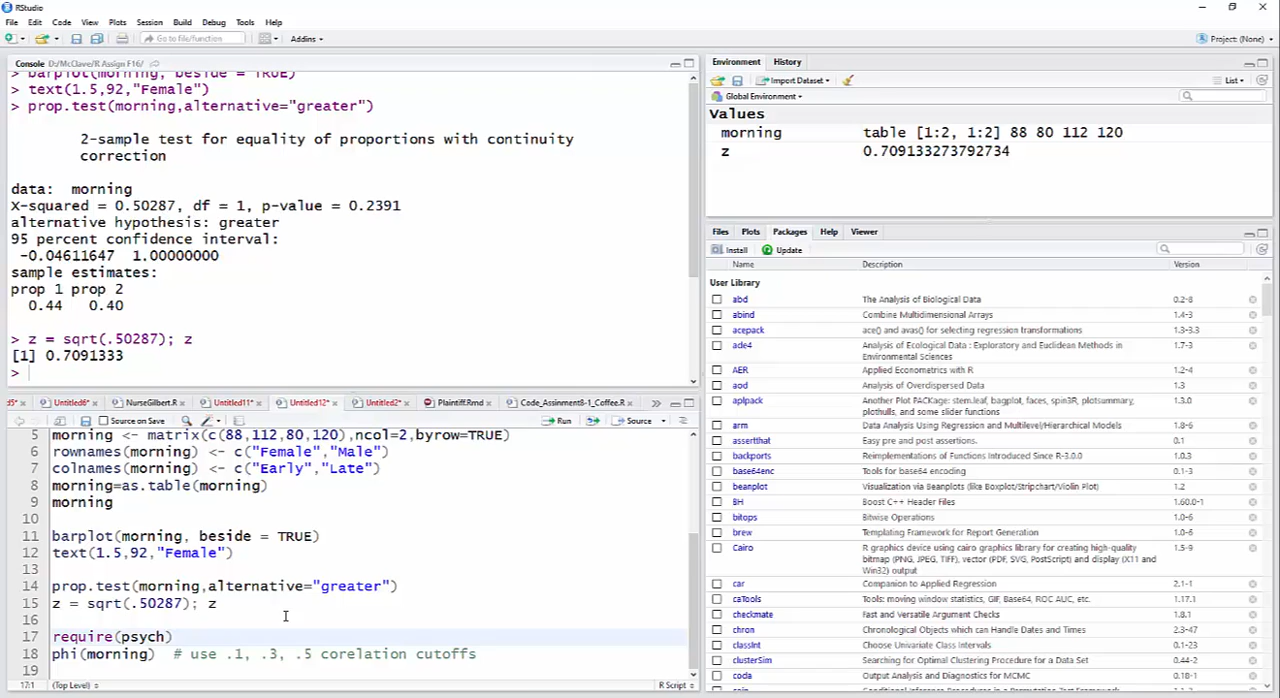 RStudio
File Edit Code View Plots Session Build Debug Tools Help
Go to file/function Addins Project: (None)
Console D:/McClave/R Assign F16/
> barplot(morning, beside = TRUE)
> text(1.5,92,"Female")
> prop.test(morning,alternative="greater")
2-sample test for equality of proportions with continuity
correction
data: morning
X-squared = 0.50287, df = 1, p-value = 0.2391
alternative hypothesis: greater
95 percent confidence interval:
-0.04611647 1.00000000
sample estimates:
prop 1 prop 2
0.44 0.40
> z = sqrt(.50287); z
[1] 0.7091333
>
Untitled6* NurseGilbert.R Untitled11* Untitled12* Untitled2* Plaintiff.Rmd Code_Assinment8-1_Coffee.R
Source on Save Run Source
5 morning <- matrix(c(88,112,80,120),ncol=2,byrow=TRUE)
6 rownames(morning) <- c("Female","Male")
7 colnames(morning) <- c("Early","Late")
8 morning=as.table(morning)
9 morning
10
11 barplot(morning, beside = TRUE)
12 text(1.5,92,"Female")
13
14 prop.test(morning,alternative="greater")
15 z = sqrt(.50287); z
16
17 require(psych)
18 phi(morning) # use .1, .3, .5 corelation cutoffs
19
17:1 (Top Level) R Script
Environment History
Import Dataset List
Global Environment
Values
morning table [1:2, 1:2] 88 80 112 120
z 0.709133273792734
Files Plots Packages Help Viewer
Install Update
Name Description Version
User Library
abd The Analysis of Biological Data 0.2-8
abind Combine Multidimensional Arrays 1.4-3
acepack ace() and avas() for selecting regression transformations 1.3-3.3
ade4 Analysis of Ecological Data : Exploratory and Euclidean Methods in 1.7-3
Environmental Sciences
AER Applied Econometrics with R 1.2-4
aod Analysis of Overdispersed Data 1.3
aplpack Another Plot PACKage: stem.leaf, bagplot, faces, spin3R, plotsummary, 1.3.0
plothulls, and some slider functions
arm Data Analysis Using Regression and Multilevel/Hierarchical Models 1.8-6
assertthat Easy pre and post assertions. 0.1
backports Reimplementations of Functions Introduced Since R-3.0.0 1.0.3
base64enc Tools for base64 encoding 0.1-3
beanplot Visualization via Beanplots (like Boxplot/Stripchart/Violin Plot) 1.2
BH Boost C++ Header Files 1.60.0-1
bitops Bitwise Operations 1.0-6
brew Templating Framework for Report Generation 1.0-6
Cairo R graphics device using cairo graphics library for creating high-quality 1.5-9
bitmap (PNG, JPEG, TIFF), vector (PDF, SVG, PostScript) and display (X11 and
Win32) output
car Companion to Applied Regression 2.1-1
caTools Tools: moving window statistics, GIF, Base64, ROC AUC, etc. 1.17.1
checkmate Fast and Versatile Argument Checks 1.8.1
chron Chronological Objects which can Handle Dates and Times 2.3-47
classInt Choose Univariate Class Intervals 0.1-23
clusterSim Searching for Optimal Clustering Procedure for a Data Set 0.44-2
coda Output Analysis and Diagnostics for MCMC 0.18-1